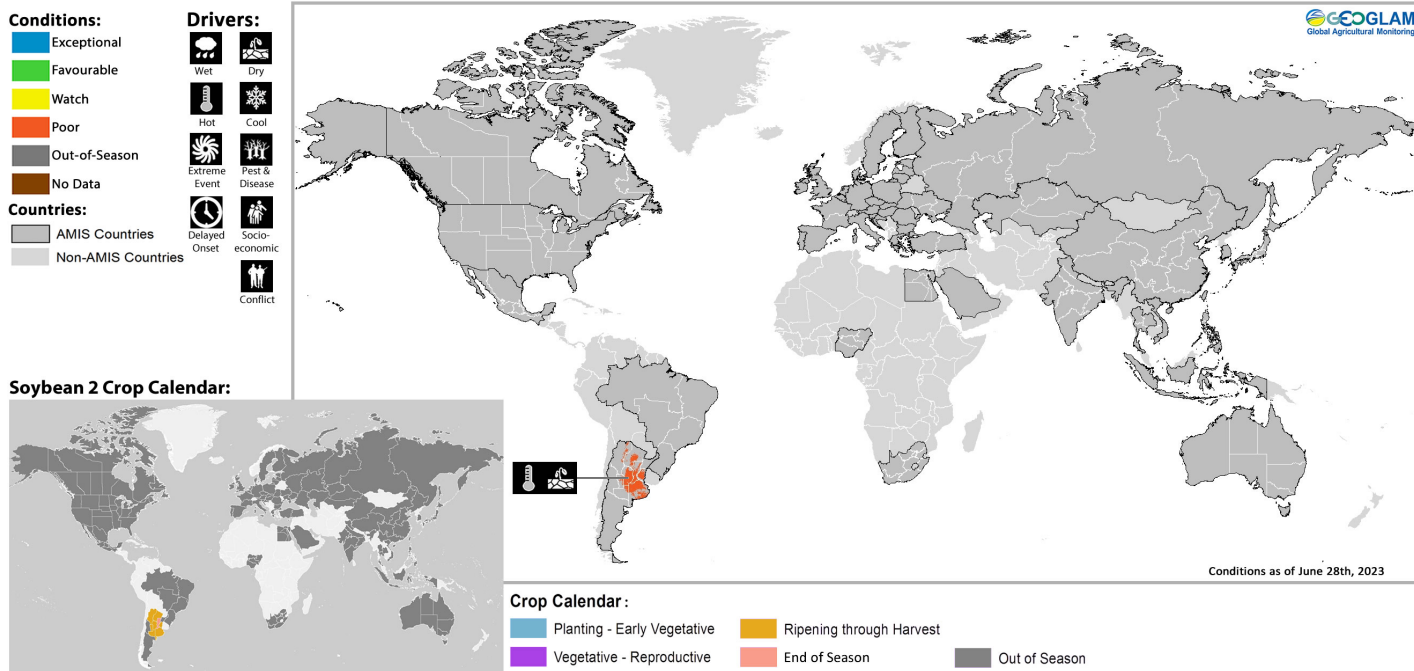 Conditions:
Exceptional
Favourable
Watch
Poor
Out-of-Season
No Data
Countries:
AMIS Countries
Non-AMIS Countries
Drivers:
Wet
Dry
Hot
Cool
Extreme
Event
Pest &
Disease
Delayed
Onset
Socio-
economic
Conflict
GEOGLAM
Global Agricultural Monitoring
Soybean 2 Crop Calendar:
Conditions as of June 28th, 2023
Crop Calendar :
Planting - Early Vegetative
Ripening through Harvest
Vegetative - Reproductive
End of Season
Out of Season